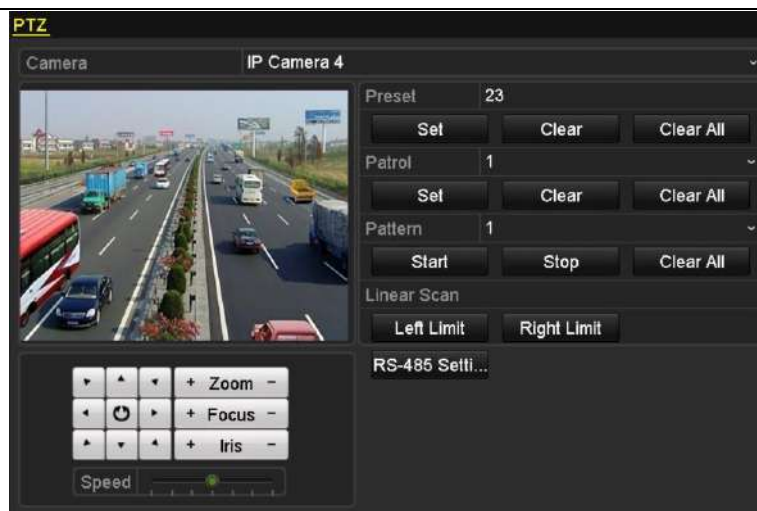 PTZ
Camera IP Camera 4
Preset 23
Set Clear Clear All
Patrol 1
Set Clear Clear All
Pattern 1
Start Stop Clear All
Linear Scan
Left Limit Right Limit
RS-485 Setti...
+ Zoom -
+ Focus -
+ Iris -
Speed